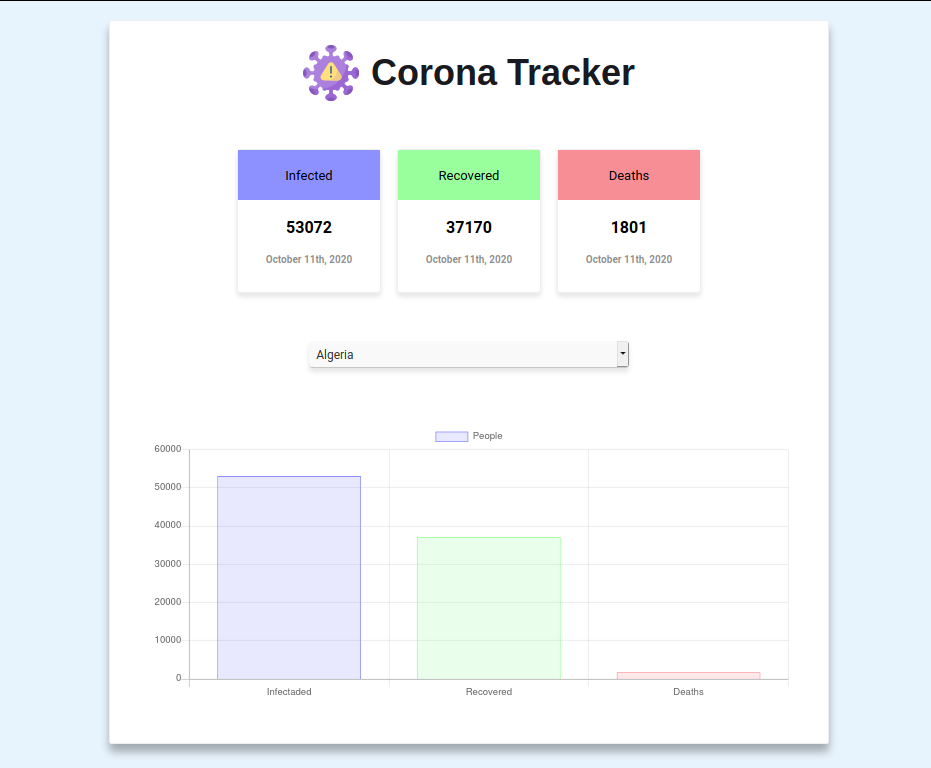 Corona Tracker
Infected
Recovered
Deaths
53072
37170
1801
October 11th, 2020
October 11th, 2020
October 11th, 2020
Algeria
People
60000
50000
40000
30000
20000
10000
0
Infectaded
Recovered
Deaths